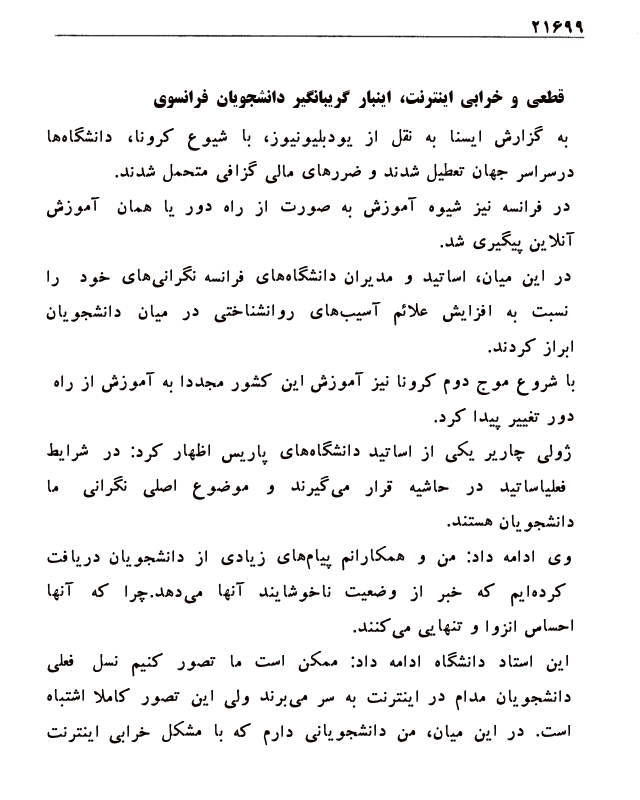 ۲۱۶۹۹
قطعی و خرابی اینترنت، اینبار گریبانگیر دانشجویان فرانسوی
به گزارش ایسنا به نقل از یودبلیونیوز، با شیوع کرونا، دانشگاه‌ها
درسراسر جهان تعطیل شدند و ضررهای مالی گزافی متحمل شدند.
در فرانسه نیز شیوه آموزش به صورت از راه دور یا همان آموزش
آنلاین پیگیری شد.
در این میان، اساتید و مدیران دانشگاه‌های فرانسه نگرانی‌های خود را
نسبت به افزایش علائم آسیب‌های روانشناختی در میان دانشجویان
ابراز کردند.
با شروع موج دوم کرونا نیز آموزش این کشور مجددا به آموزش از راه
دور تغییر پیدا کرد.
ژولی چاریر یکی از اساتید دانشگاه‌های پاریس اظهار کرد: در شرایط
فعلیاساتید در حاشیه قرار می‌گیرند و موضوع اصلی نگرانی ما
دانشجویان هستند.
وی ادامه داد: من و همکارانم پیام‌های زیادی از دانشجویان دریافت
کرده‌ایم که خبر از وضعیت ناخوشایند آنها می‌دهد.چرا که آنها
احساس انزوا و تنهایی می‌کنند.
این استاد دانشگاه ادامه داد: ممکن است ما تصور کنیم نسل فعلی
دانشجویان مدام در اینترنت به سر می‌برند ولی این تصور کاملا اشتباه
است. در این میان، من دانشجویانی دارم که با مشکل خرابی اینترنت